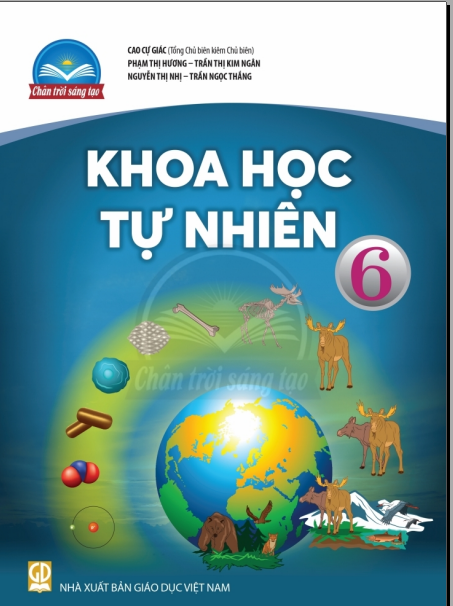 CAO CỰ GIÁC (Tổng Chủ biên kiêm Chủ biên)
PHẠM THỊ HƯƠNG – TRẦN THỊ KIM NGÂN
NGUYỄN THỊ NHỊ – TRẦN NGỌC THẮNG
Chân trời sáng tạo
KHOA HỌC
TỰ NHIÊN
6
Chân trời sáng tạo
GD
NHÀ XUẤT BẢN GIÁO DỤC VIỆT NAM